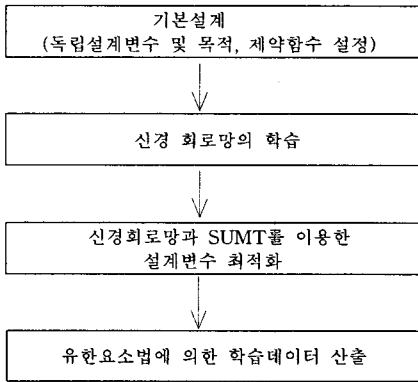 기본설계
(독립설계변수 및 목적, 제약함수 설정)
신경 회로망의 학습
신경회로망과 SUMT를 이용한
설계변수 최적화
유한요소법에 의한 학습데이터 산출